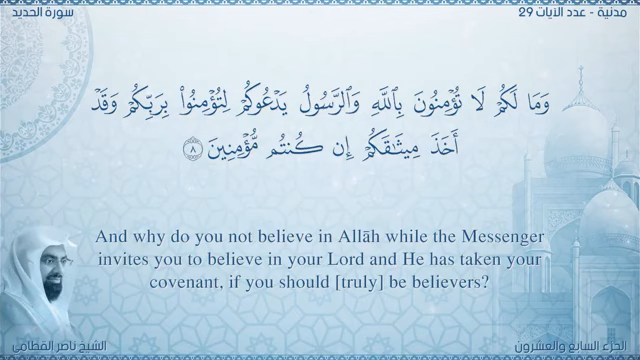 مدنية - عدد الآيات 29
سورة الحديد
وَمَا لَكُمْ لَا تُؤْمِنُونَ بِاللَّهِ وَالرَّسُولُ يَدْعُوكُمْ لِتُؤْمِنُوا۟ بِرَبِّكُمْ وَقَدْ
أَخَذَ مِيثَـٰقَكُمْ إِن كُنتُم مُّؤْمِنِينَ ٨
And why do you not believe in Allāh while the Messenger
invites you to believe in your Lord and He has taken your
covenant, if you should [truly] be believers?
الجزء السابع والعشرون
الشيخ ناصر القطامي